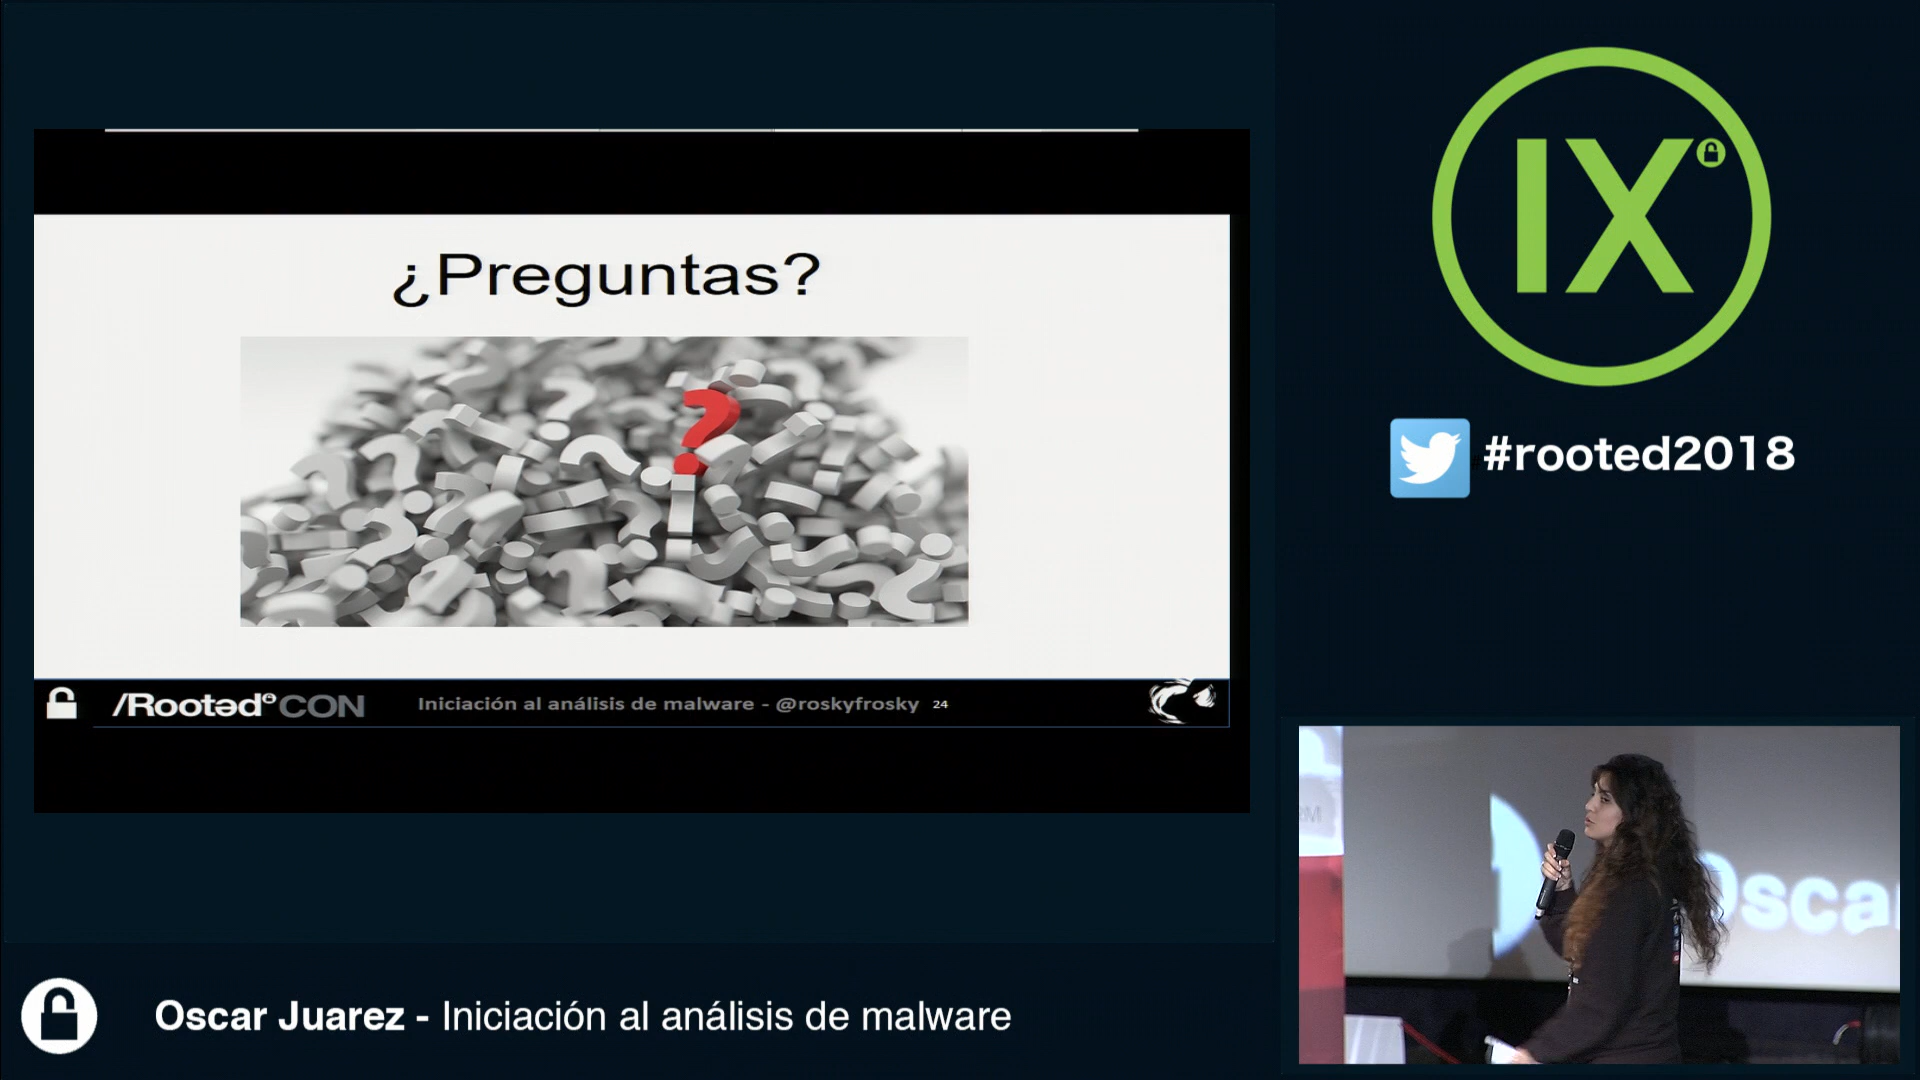 ¿Preguntas?
/Rootəd CON
Iniciación al análisis de malware - @roskyfrosky 24
IX
#rooted2018
Oscar
Oscar Juarez - Iniciación al análisis de malware